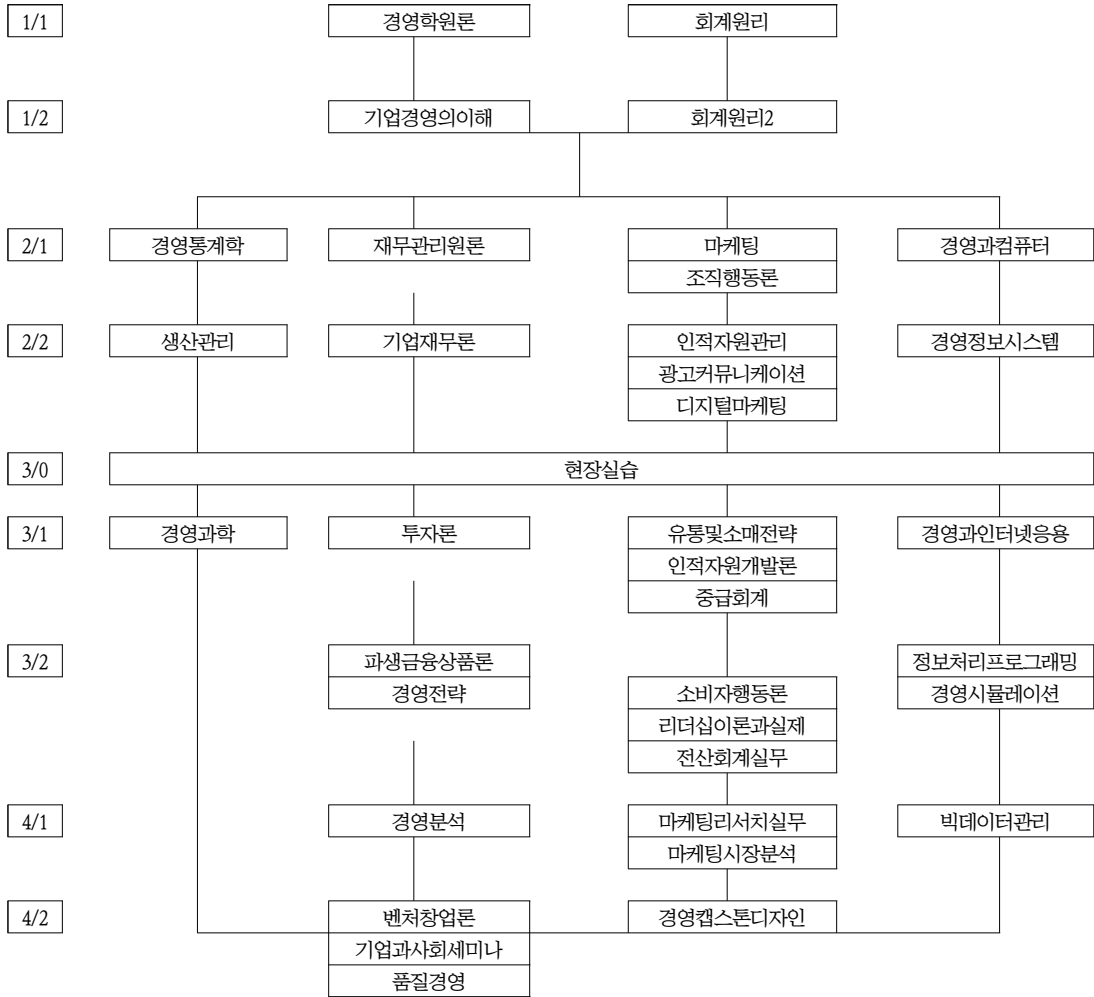 1/1
경영학원론
회계원리
1/2
기업경영의이해
회계원리2
2/1
경영통계학
재무관리원론
마케팅
경영과컴퓨터
조직행동론
2/2
생산관리
기업재무론
인적자원관리
경영정보시스템
광고커뮤니케이션
디지털마케팅
3/0
현장실습
3/1
경영과학
투자론
유통및소매전략
경영과인터넷응용
인적자원개발론
중급회계
3/2
파생금융상품론
정보처리프로그래밍
경영전략
소비자행동론
경영시뮬레이션
리더십이론과실제
전산회계실무
4/1
경영분석
마케팅리서치실무
빅데이터관리
마케팅시장분석
4/2
벤처창업론
경영캡스톤디자인
기업과사회세미나
품질경영